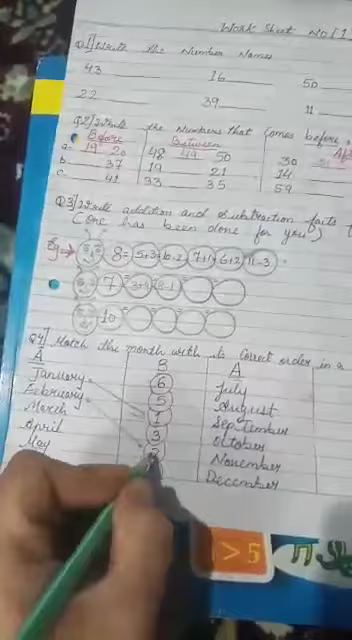 Work Sheet No (1
Q1] Write the Number Names
43 16 50
22 39 11
Q2] Write the Numbers that comes before,
Before Between
a= 19 20 48 49 50 30
b. 37 19 21 14
c. 41 33 35 59
Q3] Write addition and Subtraction facts
(One has been done for you)
Eg→ 8= 5+3= 10-2= 7+1= 6+2= 11-3
7= 3+4 8-1
10
Q4] Match the month with its Correct order in a
A B A
January 6 July
February 5 August
March 1 September
April 3 October
May 2 November
December
> 5